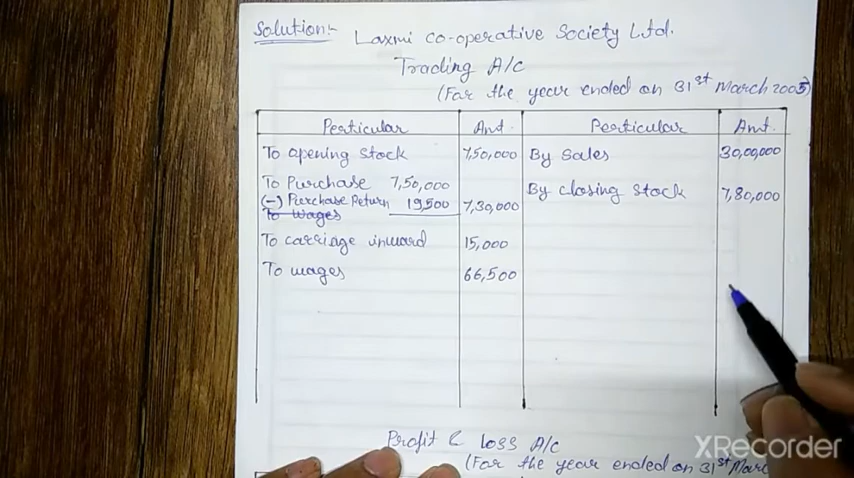 Solution:-
Laxmi Co-operative Society Ltd.
Trading A/c
(For the year ended on 31st March 2005)
Perticular Amt. Perticular Amt.
To opening stock 7,50,000 By Sales 30,00,000
To Purchase 7,50,000
(-) Purchase Return 19,500 7,30,000 By closing stock 7,80,000
To wages
To carriage inward 15,000
To wages 66,500
Profit & Loss A/c
(For the year ended on 31st Marc
XRecorder